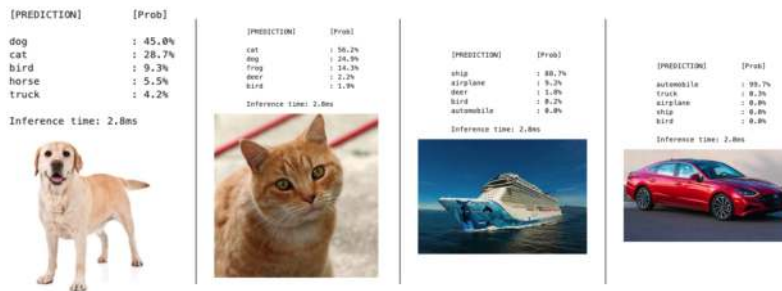 [PREDICTION] [Prob]
dog : 45.0%
cat : 28.7%
bird : 9.3%
horse : 5.5%
truck : 4.2%
Inference time: 2.8ms
[PREDICTION] [Prob]
cat : 56.2%
dog : 24.9%
frog : 14.3%
deer : 2.2%
bird : 1.9%
Inference time: 2.8ms
[PREDICTION] [Prob]
ship : 88.7%
airplane : 9.2%
deer : 1.0%
bird : 0.2%
automobile : 0.0%
Inference time: 2.8ms
[PREDICTION] [Prob]
automobile : 99.7%
truck : 0.3%
airplane : 0.0%
ship : 0.0%
bird : 0.0%
Inference time: 2.8ms